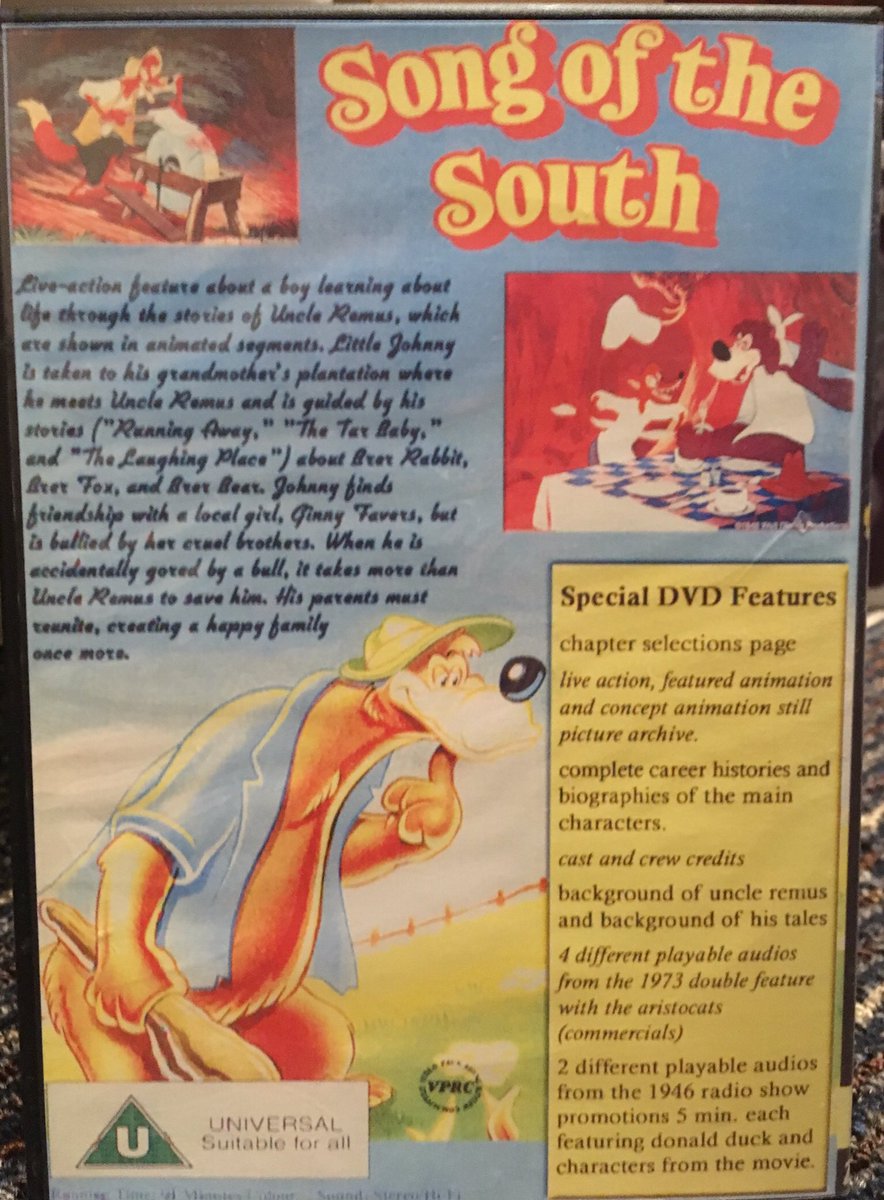 Song of the
South
Live-action feature about a boy learning about
life through the stories of Uncle Remus, which
are shown in animated segments. Little Johnny
is taken to his grandmother's plantation where
he meets Uncle Remus and is guided by his
stories ("Running Away," "The Tar Baby,"
and "The Laughing Place") about Brer Rabbit,
Brer Fox, and Brer Bear. Johnny finds
friendship with a local girl, Ginny Favers, but
is bullied by her cruel brothers. When he is
accidentally gored by a bull, it takes more than
Uncle Remus to save him. His parents must
reunite, creating a happy family
once more.
Special DVD Features
chapter selections page
live action, featured animation
and concept animation still
picture archive.
complete career histories and
biographies of the main
characters.
cast and crew credits
background of uncle remus
and background of his tales
4 different playable audios
from the 1973 double feature
with the aristocats
(commercials)
2 different playable audios
from the 1946 radio show
promotions 5 min. each
featuring donald duck and
characters from the movie.
VPRC
U
UNIVERSAL
Suitable for all
Running Time: 91 Minutes Colour Sound: Stereo/Hi Fi